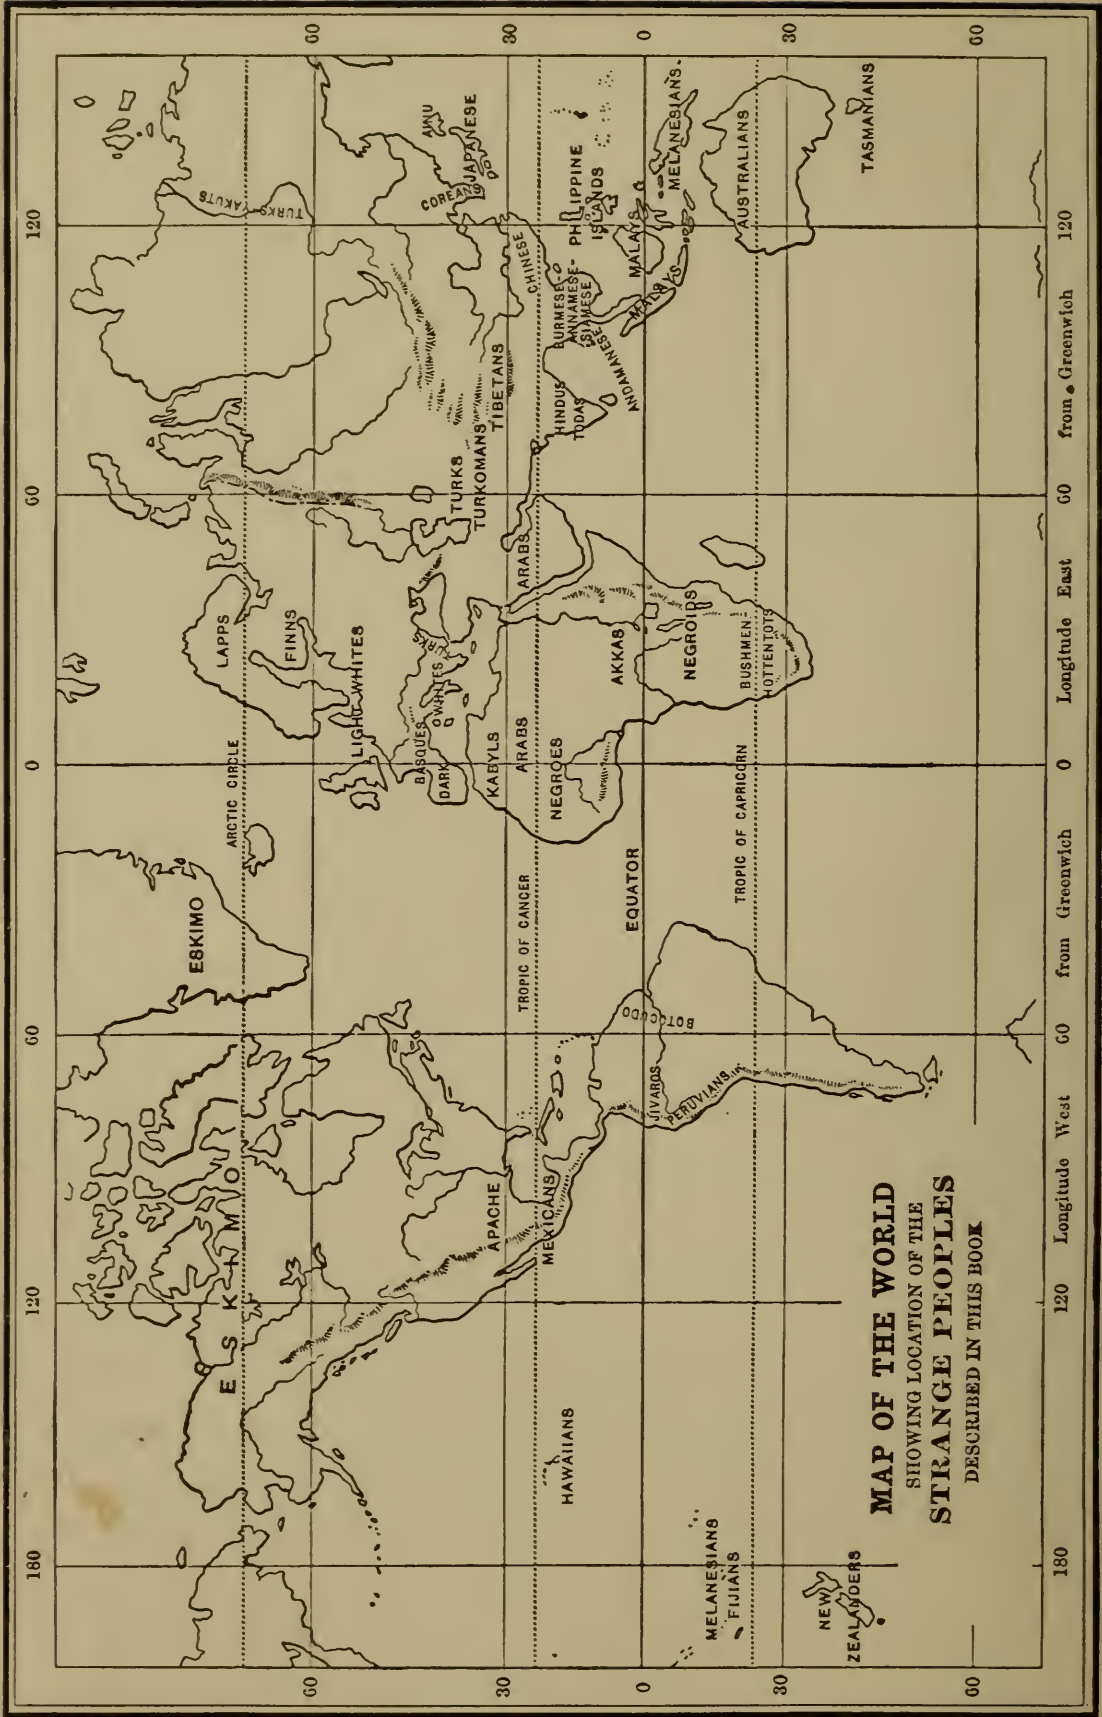 MAP OF THE WORLD
SHOWING LOCATION OF THE
STRANGE PEOPLES
DESCRIBED IN THIS BOOK
180
120
60
0
60
120
60
30
0
30
60
60
30
0
30
60
180
120
Longitude West
60
from Greenwich
0
Longitude East
60
from Greenwich
120
ARCTIC CIRCLE
TROPIC OF CANCER
EQUATOR
TROPIC OF CAPRICORN
ESKIMO
ESKIMO
APACHE
MEXICANS
HAWAIIANS
MELANESIANS
FIJIANS
NEW
ZEALANDERS
JIVAROS
PERUVIANS
BOTOCUDO
LAPPS
FINNS
LIGHT WHITES
BASQUES
DARK
WHITES
TURKS
KABYLS
ARABS
ARABS
NEGROES
AKKAS
NEGROIDS
BUSHMEN-
HOTTENTOTS
TURKS
TURKOMANS
TIBETANS
TURKS-YAKUTS
HINDUS
TODAS
ANDAMANESE
BURMESE-
ANNAMESE-
SIAMESE
CHINESE
COREANS
AINU
JAPANESE
PHILIPPINE
ISLANDS
MALAYS
MALAYS
MELANESIANS.
AUSTRALIANS
TASMANIANS